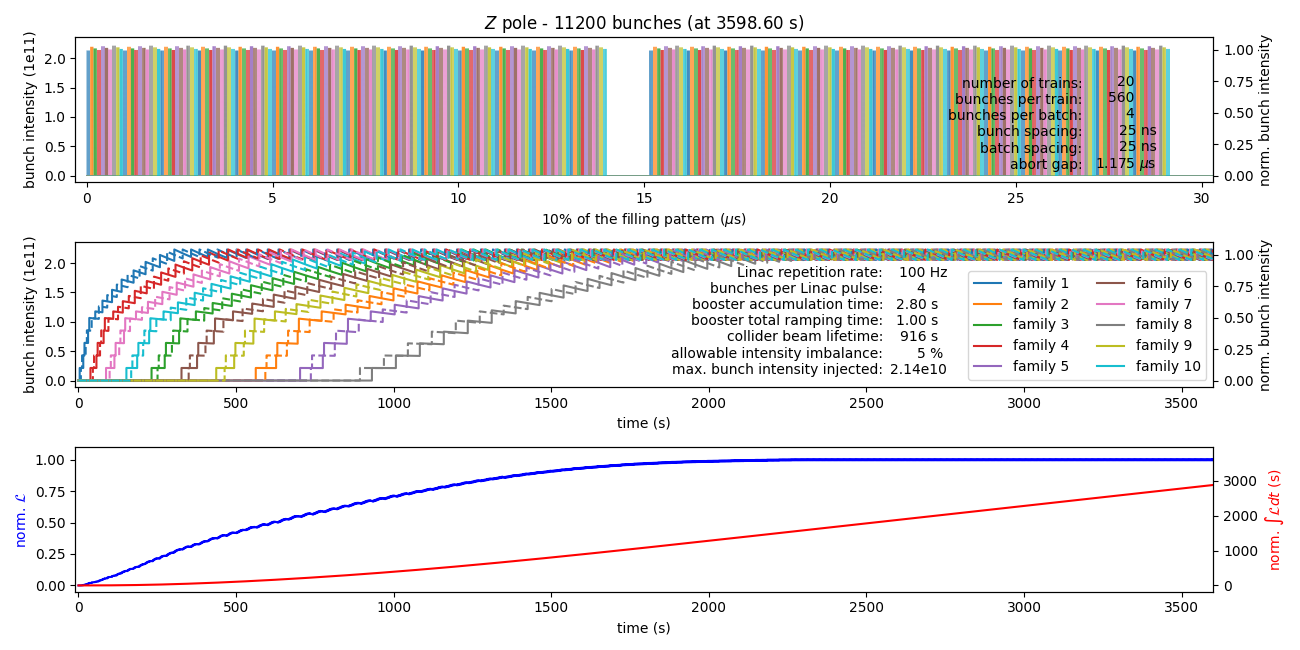 Z pole - 11200 bunches (at 3598.60 s)
bunch intensity (1e11)
2.0
1.5
1.0
0.5
0.0
number of trains: 20
bunches per train: 560
bunches per batch: 4
bunch spacing: 25 ns
batch spacing: 25 ns
abort gap: 1.175 μs
1.00
0.75
0.50
0.25
0.00
norm. bunch intensity
0 5 10 15 20 25 30
10% of the filling pattern (μs)
bunch intensity (1e11)
2.0
1.5
1.0
0.5
0.0
Linac repetition rate: 100 Hz
bunches per Linac pulse: 4
booster accumulation time: 2.80 s
booster total ramping time: 1.00 s
collider beam lifetime: 916 s
allowable intensity imbalance: 5 %
max. bunch intensity injected: 2.14e10
family 1
family 2
family 3
family 4
family 5
family 6
family 7
family 8
family 9
family 10
1.00
0.75
0.50
0.25
0.00
norm. bunch intensity
0 500 1000 1500 2000 2500 3000 3500
time (s)
norm. ℒ
1.00
0.75
0.50
0.25
0.00
3000
2000
1000
0
norm. ∫ℒdt (s)
0 500 1000 1500 2000 2500 3000 3500
time (s)